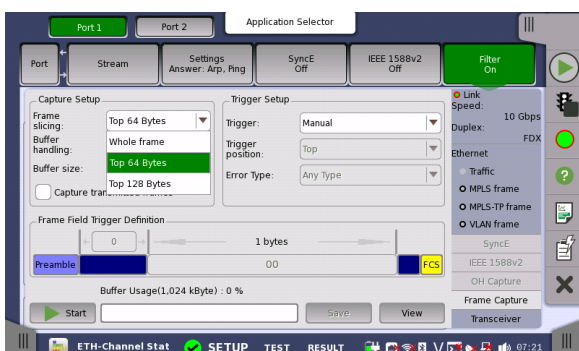 Application Selector
Port 1
Port 2
Port
Stream
Settings
Answer: Arp, Ping
SyncE
Off
IEEE 1588v2
Off
Filter
On
Capture Setup
Frame
slicing:
Top 64 Bytes
Whole frame
Top 64 Bytes
Top 128 Bytes
Buffer
handling:
Buffer size:
Trigger Setup
Trigger:
Manual
Trigger
position:
Top
Error Type:
Any Type
Frame Field Trigger Definition
0
1 bytes
Preamble
00
FCS
Buffer Usage(1,024 kByte) : 0 %
Start
Save
View
Link
Speed:
10 Gbps
Duplex:
FDX
Ethernet
Traffic
MPLS frame
MPLS-TP frame
VLAN frame
SyncE
IEEE 1588v2
OH Capture
Frame Capture
Transceiver
ETH-Channel Stat
SETUP
TEST
RESULT
07:21